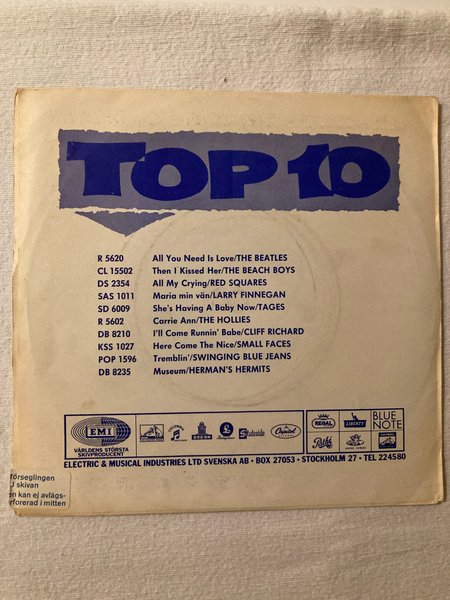 TOP 10
R 5620 All You Need Is Love/THE BEATLES
CL 15502 Then I Kissed Her/THE BEACH BOYS
DS 2354 All My Crying/RED SQUARES
SAS 1011 Maria min vän/LARRY FINNEGAN
SD 6009 She's Having A Baby Now/TAGES
R 5602 Carrie Ann/THE HOLLIES
DB 8210 I'll Come Runnin' Babe/CLIFF RICHARD
KSS 1027 Here Come The Nice/SMALL FACES
POP 1596 Tremblin'/SWINGING BLUE JEANS
DB 8235 Museum/HERMAN'S HERMITS
EMI
VÄRLDENS STÖRSTA
SKIVPRODUCENT
COLUMBIA
ODEON
Stateside
Capitol
REGAL
LIBERTY
BLUE
NOTE
Pathé
ELECTRIC & MUSICAL INDUSTRIES LTD SVENSKA AB • BOX 27053 • STOCKHOLM 27 • TEL 224580
förseglingen
J skivan
en kan ej avlägs-
rforerad i mitten